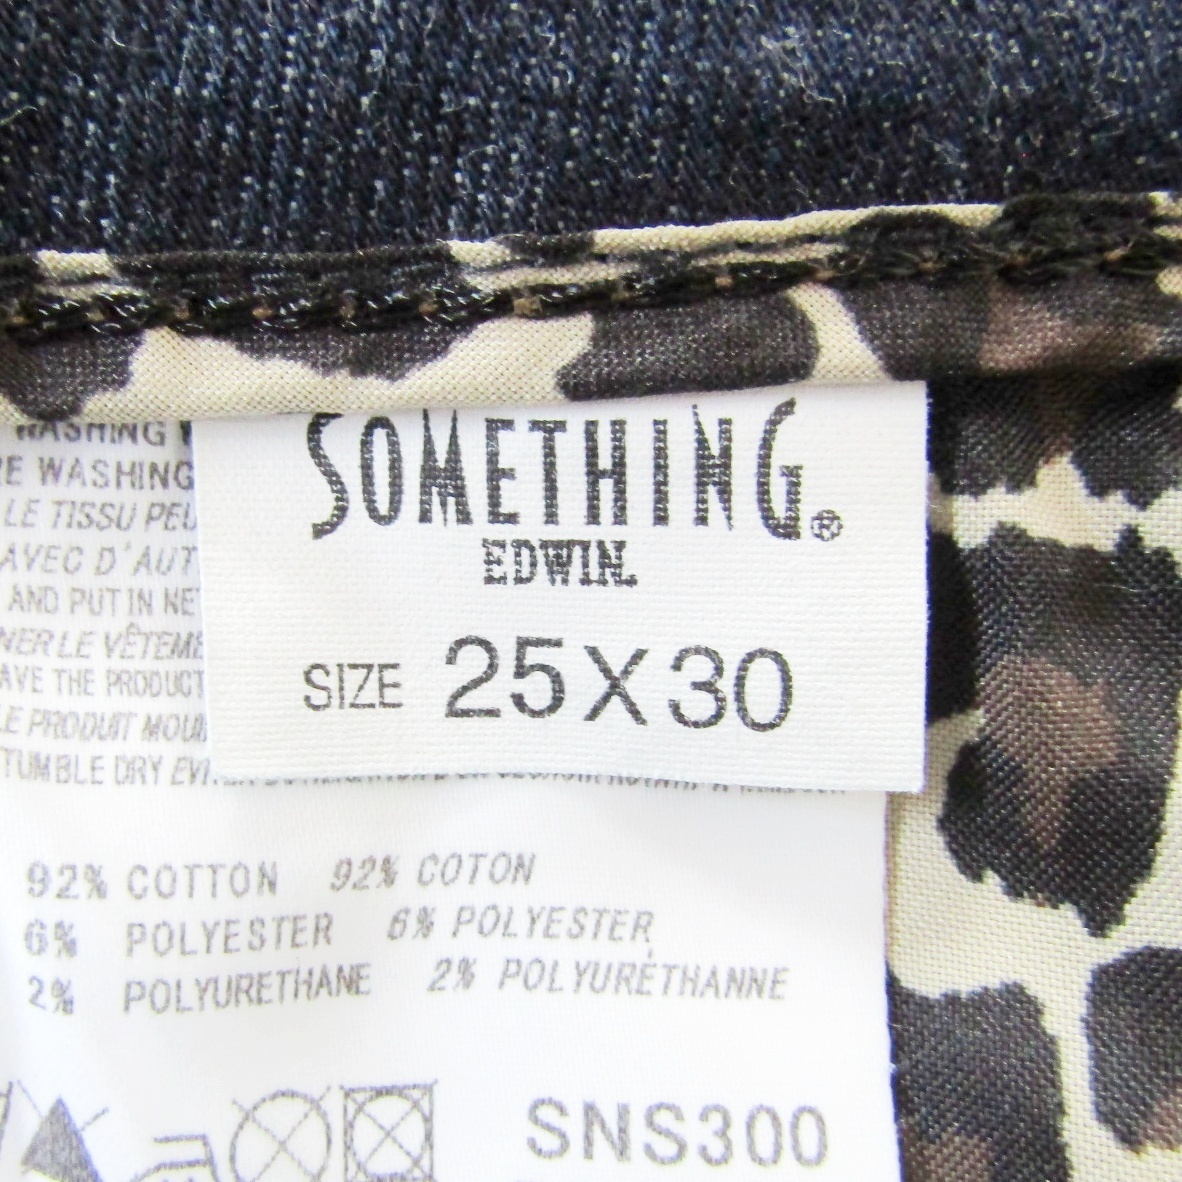 WASHING
RE WASHING
LE TISSU PEU
AVEC D'AUT
AND PUT IN NE
NER LE VÊTEME
AVE THE PRODUCT
LE PRODUIT MOU
TUMBLE DRY
SOMETHING®
EDWIN.
SIZE 25X30
92% COTTON 92% COTON
6% POLYESTER 6% POLYESTER
2% POLYURETHANE 2% POLYURÉTHANNE
SNS300